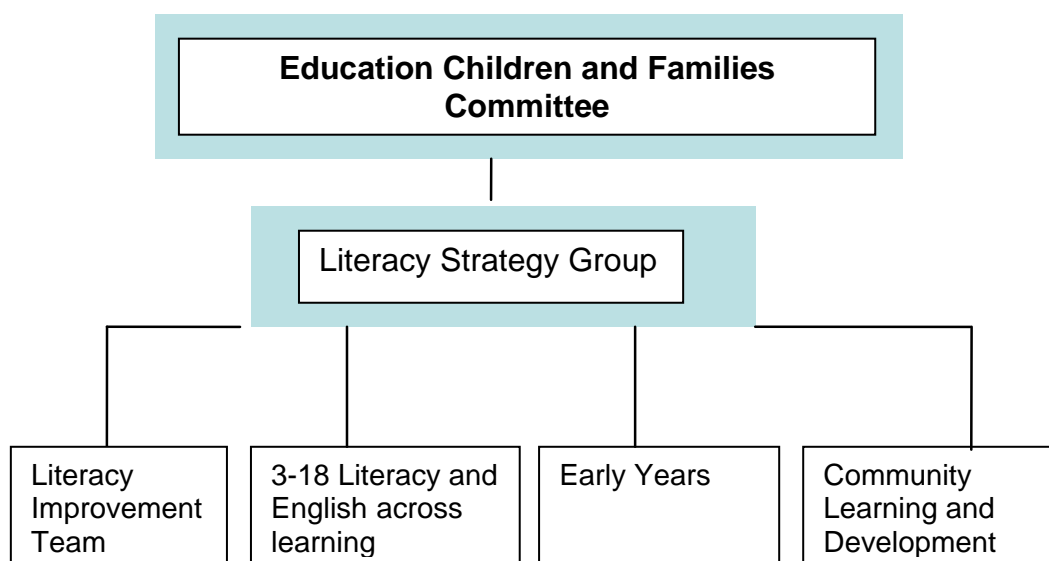 Education Children and Families
Committee
Literacy Strategy Group
Literacy
Improvement
Team
3-18 Literacy and
English across
learning
Early Years
Community
Learning and
Development